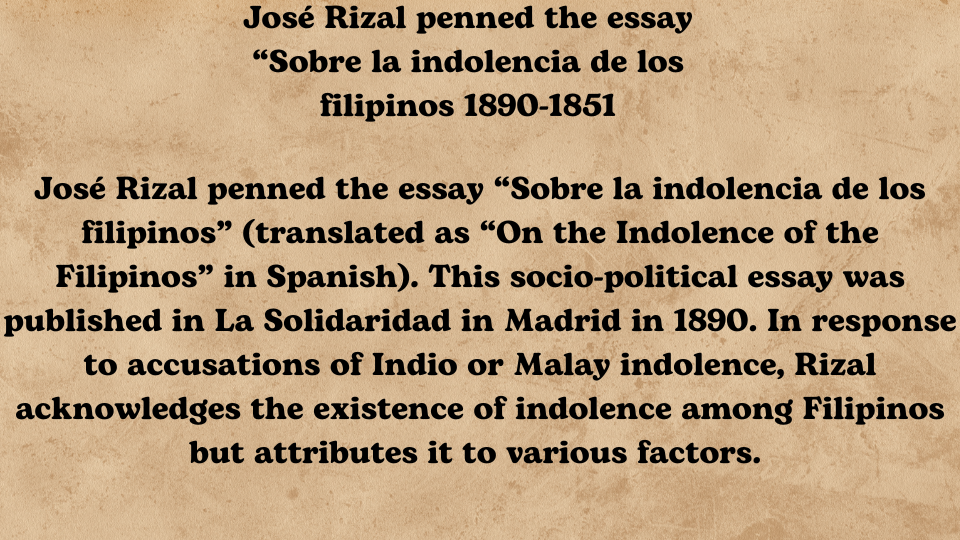 José Rizal penned the essay
“Sobre la indolencia de los
filipinos 1890-1851
José Rizal penned the essay “Sobre la indolencia de los
filipinos” (translated as “On the Indolence of the
Filipinos” in Spanish). This socio-political essay was
published in La Solidaridad in Madrid in 1890. In response
to accusations of Indio or Malay indolence, Rizal
acknowledges the existence of indolence among Filipinos
but attributes it to various factors.